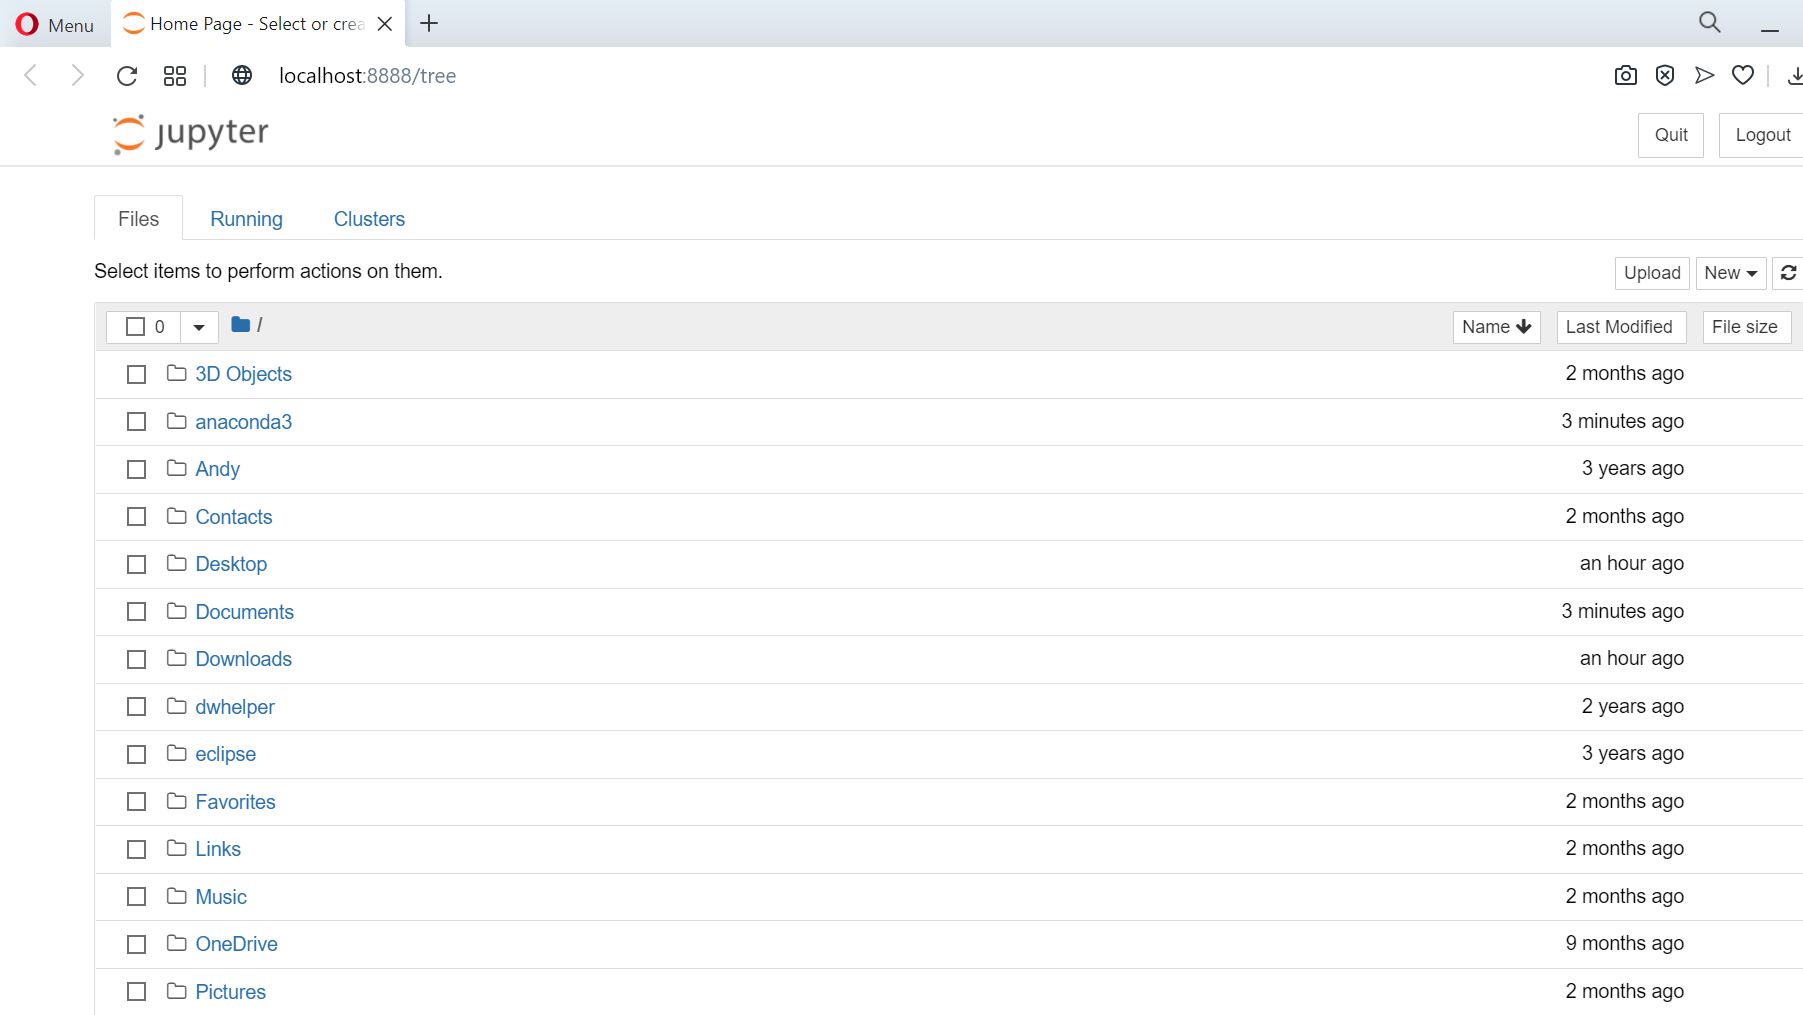 Menu
Home Page - Select or crea
localhost:8888/tree
jupyter
Quit
Logout
Files
Running
Clusters
Select items to perform actions on them.
Upload
New
0
/
Name
Last Modified
File size
3D Objects 2 months ago
anaconda3 3 minutes ago
Andy 3 years ago
Contacts 2 months ago
Desktop an hour ago
Documents 3 minutes ago
Downloads an hour ago
dwhelper 2 years ago
eclipse 3 years ago
Favorites 2 months ago
Links 2 months ago
Music 2 months ago
OneDrive 9 months ago
Pictures 2 months ago